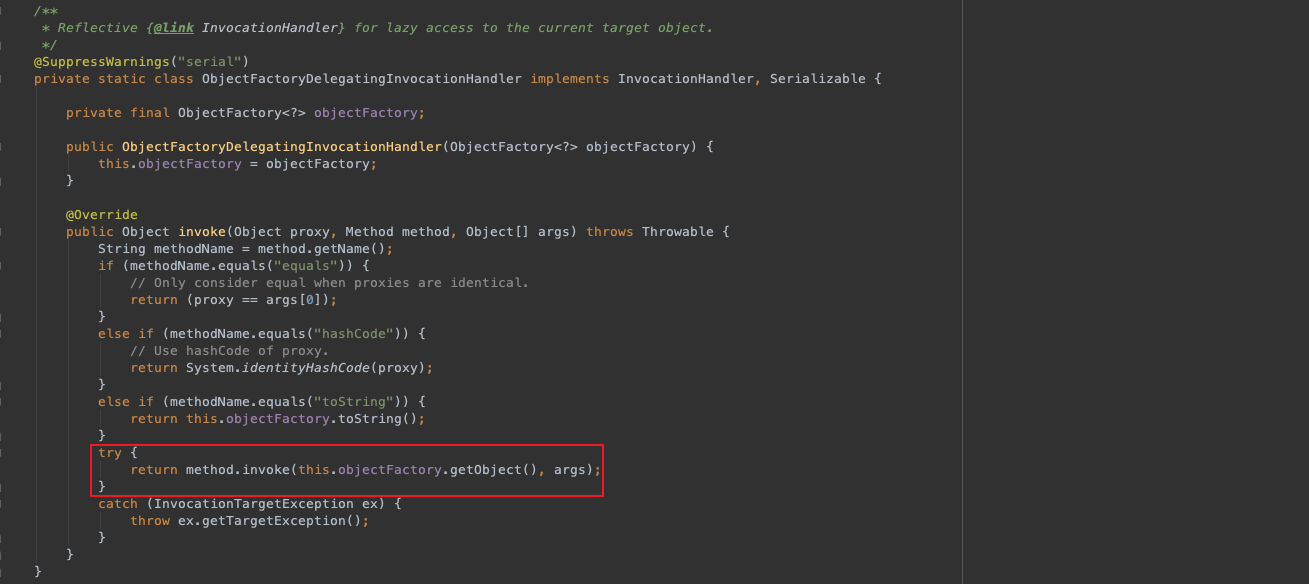 /**
 * Reflective {@link InvocationHandler} for lazy access to the current target object.
 */
@SuppressWarnings("serial")
private static class ObjectFactoryDelegatingInvocationHandler implements InvocationHandler, Serializable {
private final ObjectFactory<?> objectFactory;
public ObjectFactoryDelegatingInvocationHandler(ObjectFactory<?> objectFactory) {
this.objectFactory = objectFactory;
}
@Override
public Object invoke(Object proxy, Method method, Object[] args) throws Throwable {
String methodName = method.getName();
if (methodName.equals("equals")) {
// Only consider equal when proxies are identical.
return (proxy == args[0]);
}
else if (methodName.equals("hashCode")) {
// Use hashCode of proxy.
return System.identityHashCode(proxy);
}
else if (methodName.equals("toString")) {
return this.objectFactory.toString();
}
try {
return method.invoke(this.objectFactory.getObject(), args);
}
catch (InvocationTargetException ex) {
throw ex.getTargetException();
}
}
}